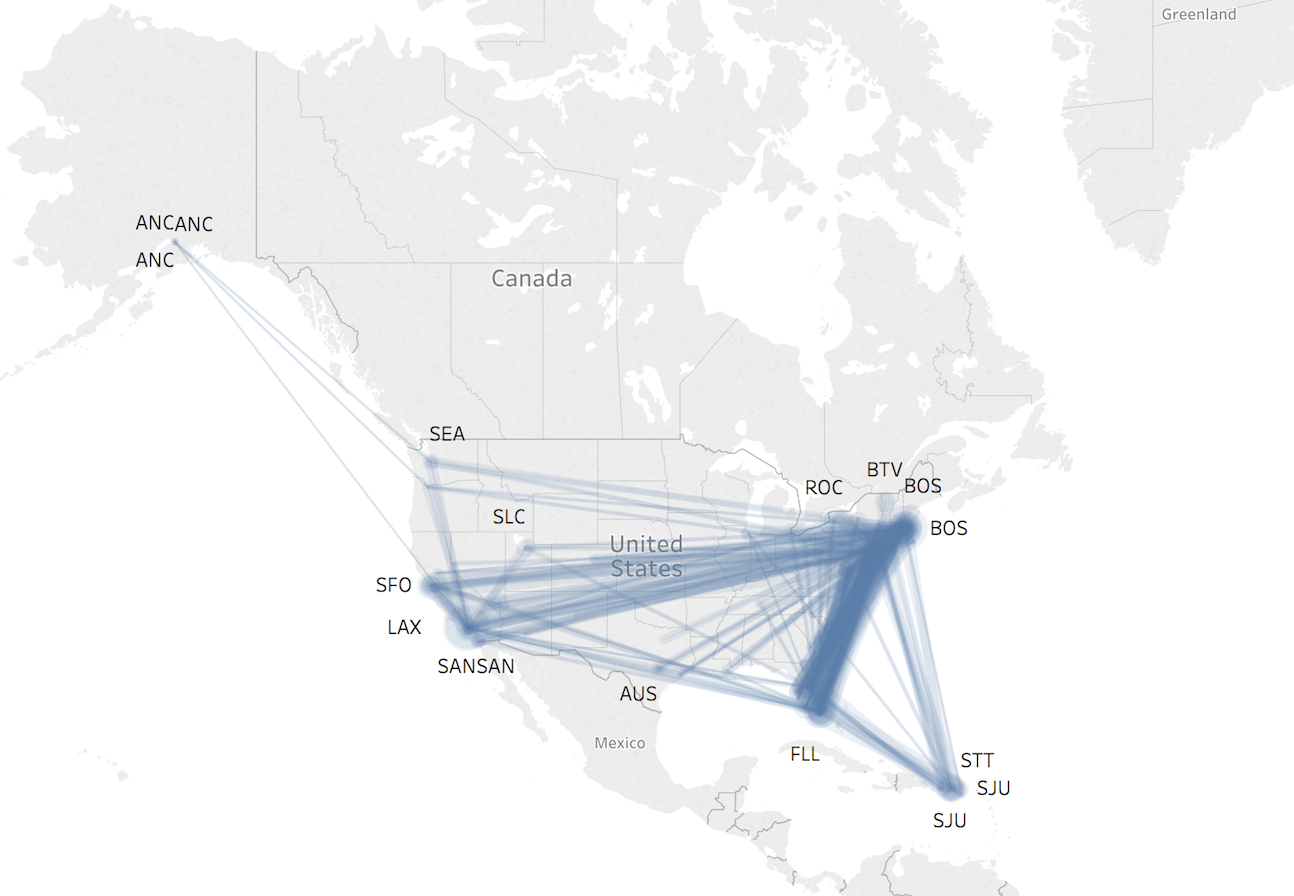 Greenland
ANCANC
ANC
Canada
SEA
BTV
ROC
BOS
SLC
BOS
United
States
SFO
LAX
SANSAN
AUS
Mexico
FLL
STT
SJU
SJU